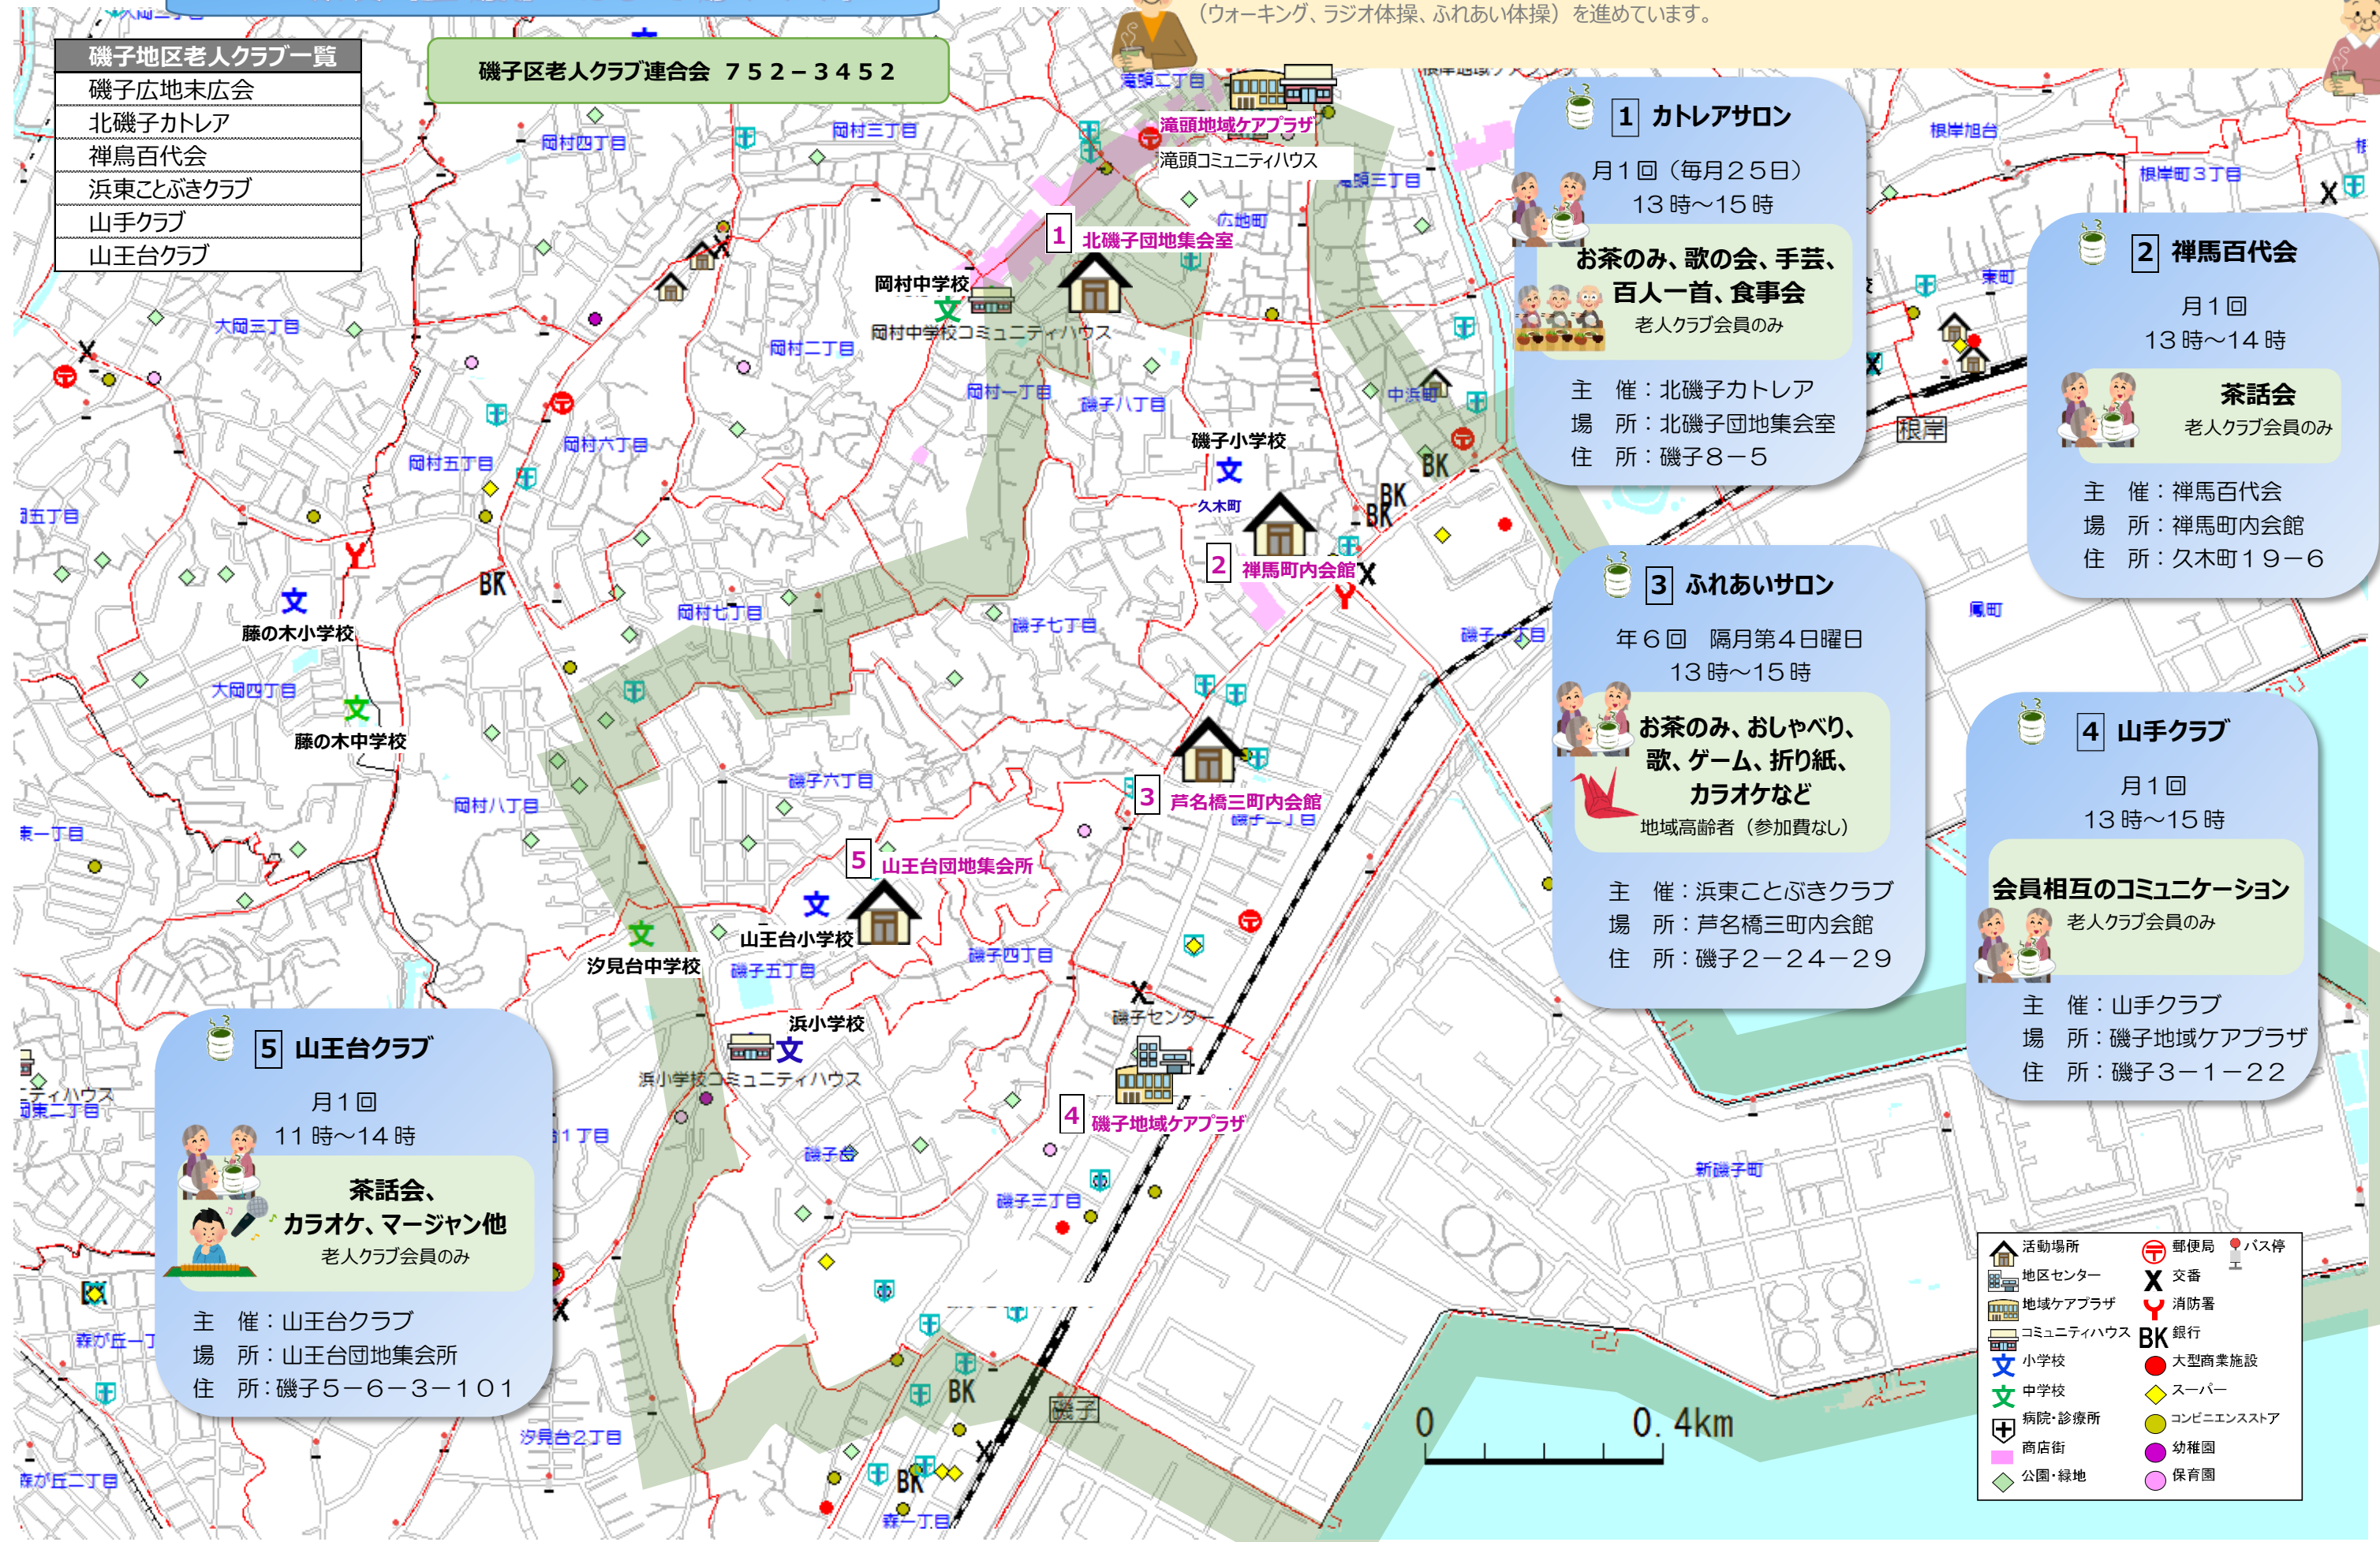 (ウォーキング、ラジオ体操、ふれあい体操)を進めています。
磯子地区老人クラブ一覧
磯子広地末広会
北磯子カトレア
禅馬百代会
浜東ことぶきクラブ
山手クラブ
山王台クラブ
磯子区老人クラブ連合会 752-3452
1 カトレアサロン
月1回(毎月25日)
13時～15時
お茶のみ、歌の会、手芸、
百人一首、食事会
老人クラブ会員のみ
主 催:北磯子カトレア
場 所:北磯子団地集会室
住 所:磯子8-5
2 禅馬百代会
月1回
13時～14時
茶話会
老人クラブ会員のみ
主 催:禅馬百代会
場 所:禅馬町内会館
住 所:久木町19-6
3 ふれあいサロン
年6回 隔月第4日曜日
13時～15時
お茶のみ、おしゃべり、
歌、ゲーム、折り紙、
カラオケなど
地域高齢者(参加費なし)
主 催:浜東ことぶきクラブ
場 所:芦名橋三町内会館
住 所:磯子2-24-29
4 山手クラブ
月1回
13時～15時
会員相互のコミュニケーション
老人クラブ会員のみ
主 催:山手クラブ
場 所:磯子地域ケアプラザ
住 所:磯子3-1-22
5 山王台クラブ
月1回
11時～14時
茶話会、
カラオケ、マージャン他
老人クラブ会員のみ
主 催:山王台クラブ
場 所:山王台団地集会所
住 所:磯子5-6-3-101
滝頭二丁目
滝頭地域ケアプラザ
滝頭コミュニティハウス
滝頭三丁目
岡村四丁目
岡村三丁目
広地町
1 北磯子団地集会室
岡村中学校
文
岡村中学校コミュニティハウス
大岡三丁目
岡村二丁目
岡村一丁目
磯子八丁目
中浜町
根岸旭台
根岸町3丁目
東町
根岸
鳳町
岡村五丁目
岡村六丁目
磯子小学校
文
久木町
BK
BK
BK
2 禅馬町内会館
BK
文
藤の木小学校
大岡四丁目
文
藤の木中学校
岡村七丁目
磯子七丁目
磯子一丁目
岡村八丁目
磯子六丁目
3 芦名橋三町内会館
磯子二丁目
5 山王台団地集会所
文
山王台小学校
文
汐見台中学校
磯子五丁目
磯子四丁目
浜小学校
文
浜小学校コミュニティハウス
磯子センター
4 磯子地域ケアプラザ
磯子台
磯子三丁目
新磯子町
汐見台2丁目
森が丘二丁目
BK
磯子
BK
森一丁目
0 0.4km
活動場所
地区センター
地域ケアプラザ
コミュニティハウス
文 小学校
文 中学校
病院・診療所
商店街
公園・緑地
郵便局
バス停
交番
消防署
BK 銀行
大型商業施設
スーパー
コンビニエンスストア
幼稚園
保育園